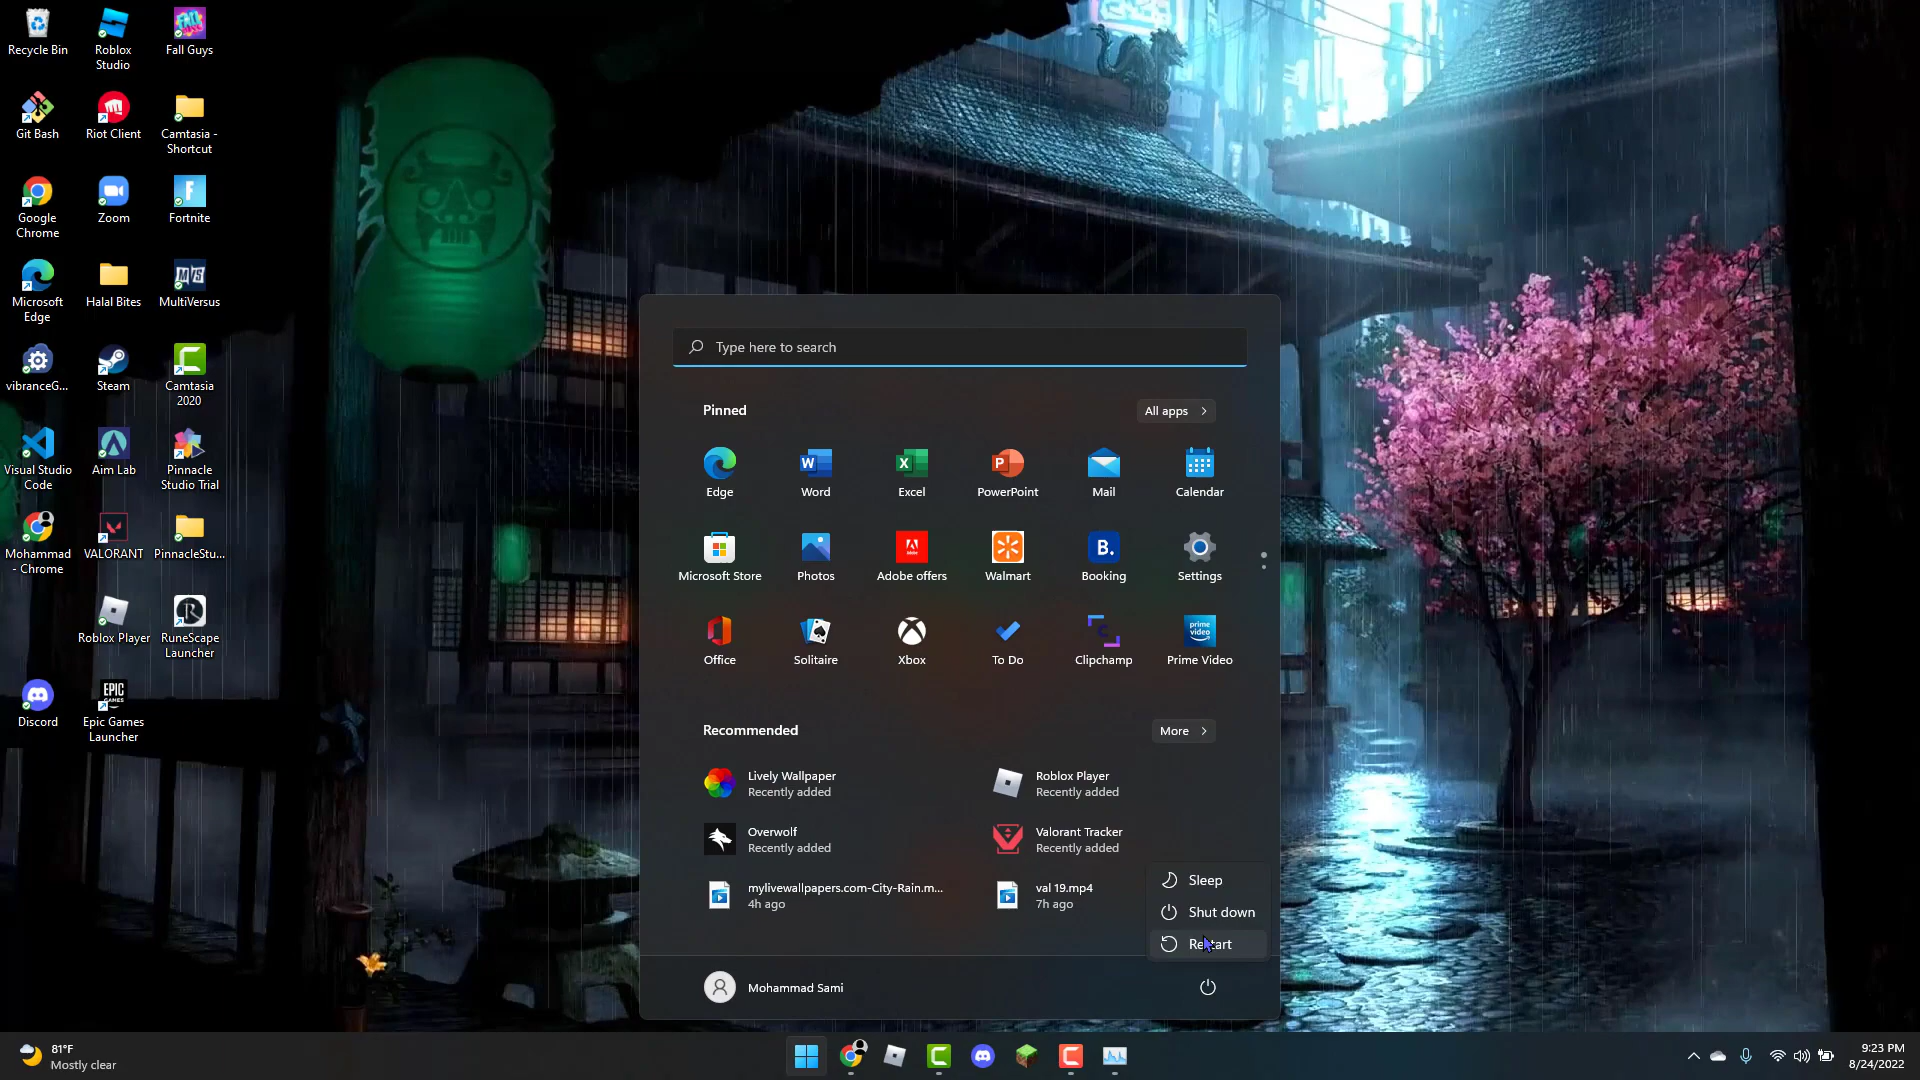 Recycle Bin
Roblox
Studio
Fall Guys
Git Bash
Riot Client
Camtasia -
Shortcut
Google
Chrome
Zoom
Fortnite
Microsoft
Edge
Halal Bites
MultiVersus
vibranceG...
Steam
Camtasia
2020
Visual Studio
Code
Aim Lab
Pinnacle
Studio Trial
Mohammad
- Chrome
VALORANT
PinnacleStu...
Roblox Player
RuneScape
Launcher
Discord
Epic Games
Launcher
Type here to search
Pinned
All apps
Edge
Word
Excel
PowerPoint
Mail
Calendar
Microsoft Store
Photos
Adobe offers
Walmart
Booking
Settings
Office
Solitaire
Xbox
To Do
Clipchamp
Prime Video
Recommended
More
Lively Wallpaper
Recently added
Roblox Player
Recently added
Overwolf
Recently added
Valorant Tracker
Recently added
mylivewallpapers.com-City-Rain.m...
4h ago
val 19.mp4
7h ago
Sleep
Shut down
Restart
Mohammad Sami
81°F
Mostly clear
9:23 PM
8/24/2022